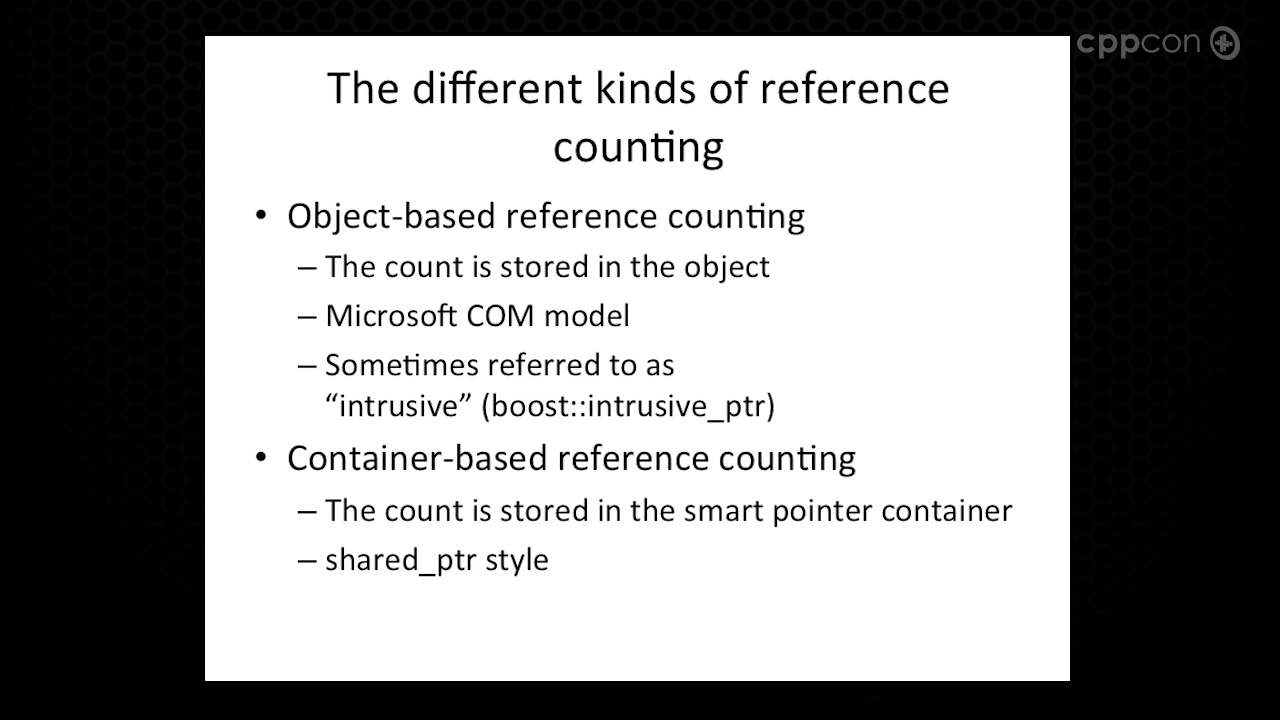 cppcon
The different kinds of reference
counting
• Object-based reference counting
– The count is stored in the object
– Microsoft COM model
– Sometimes referred to as
“intrusive” (boost::intrusive_ptr)
• Container-based reference counting
– The count is stored in the smart pointer container
– shared_ptr style